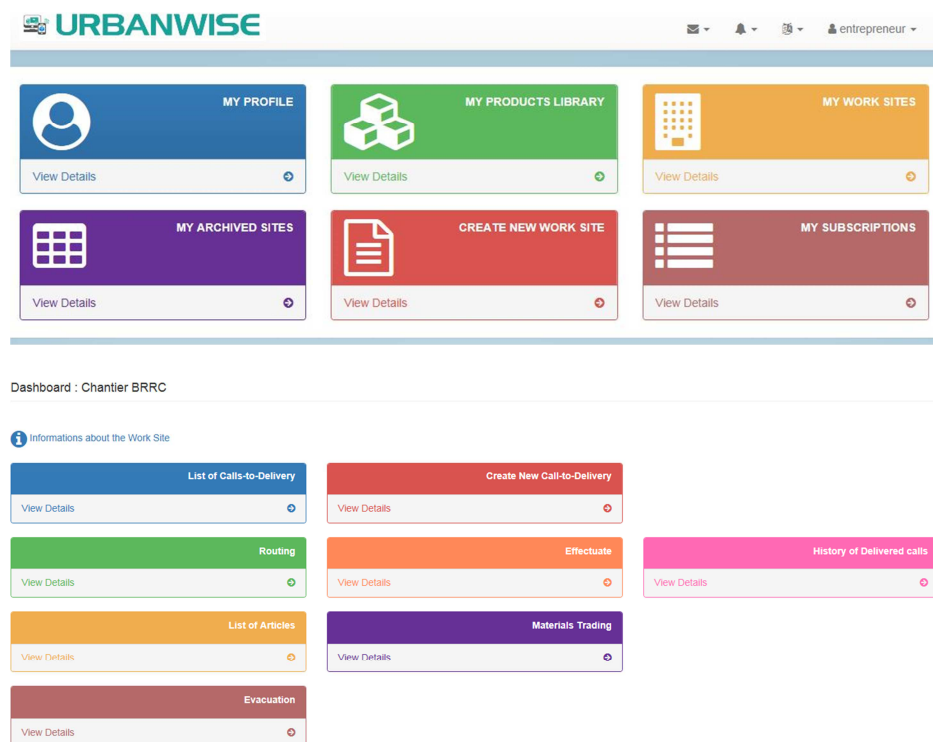 URBANWISE
entrepreneur
MY PROFILE
MY PRODUCTS LIBRARY
MY WORK SITES
View Details
View Details
View Details
MY ARCHIVED SITES
CREATE NEW WORK SITE
MY SUBSCRIPTIONS
View Details
View Details
View Details
Dashboard : Chantier BRRC
Informations about the Work Site
List of Calls-to-Delivery
Create New Call-to-Delivery
View Details
View Details
Routing
Effectuate
History of Delivered calls
View Details
View Details
View Details
List of Articles
Materials Trading
View Details
View Details
Evacuation
View Details